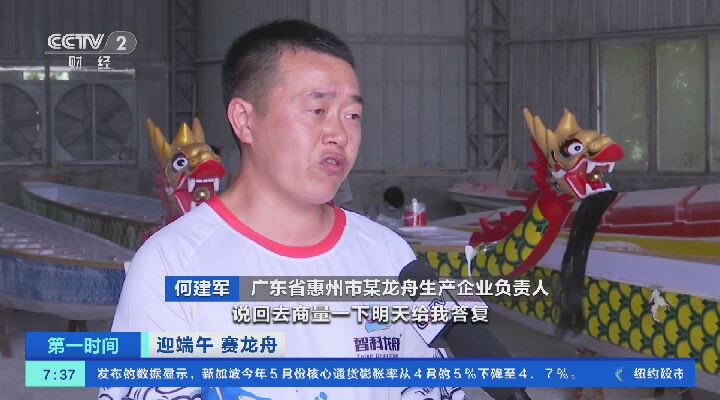 CCTV 2
财经
何建军 广东省惠州市某龙舟生产企业负责人
说回去商量一下明天给我答复
智科龙舟
第一时间 迎端午 赛龙舟
7:37 发布的数据显示，新加坡今年5月份核心通货膨胀率从4月的5%下降至4．7%。 纽约股市